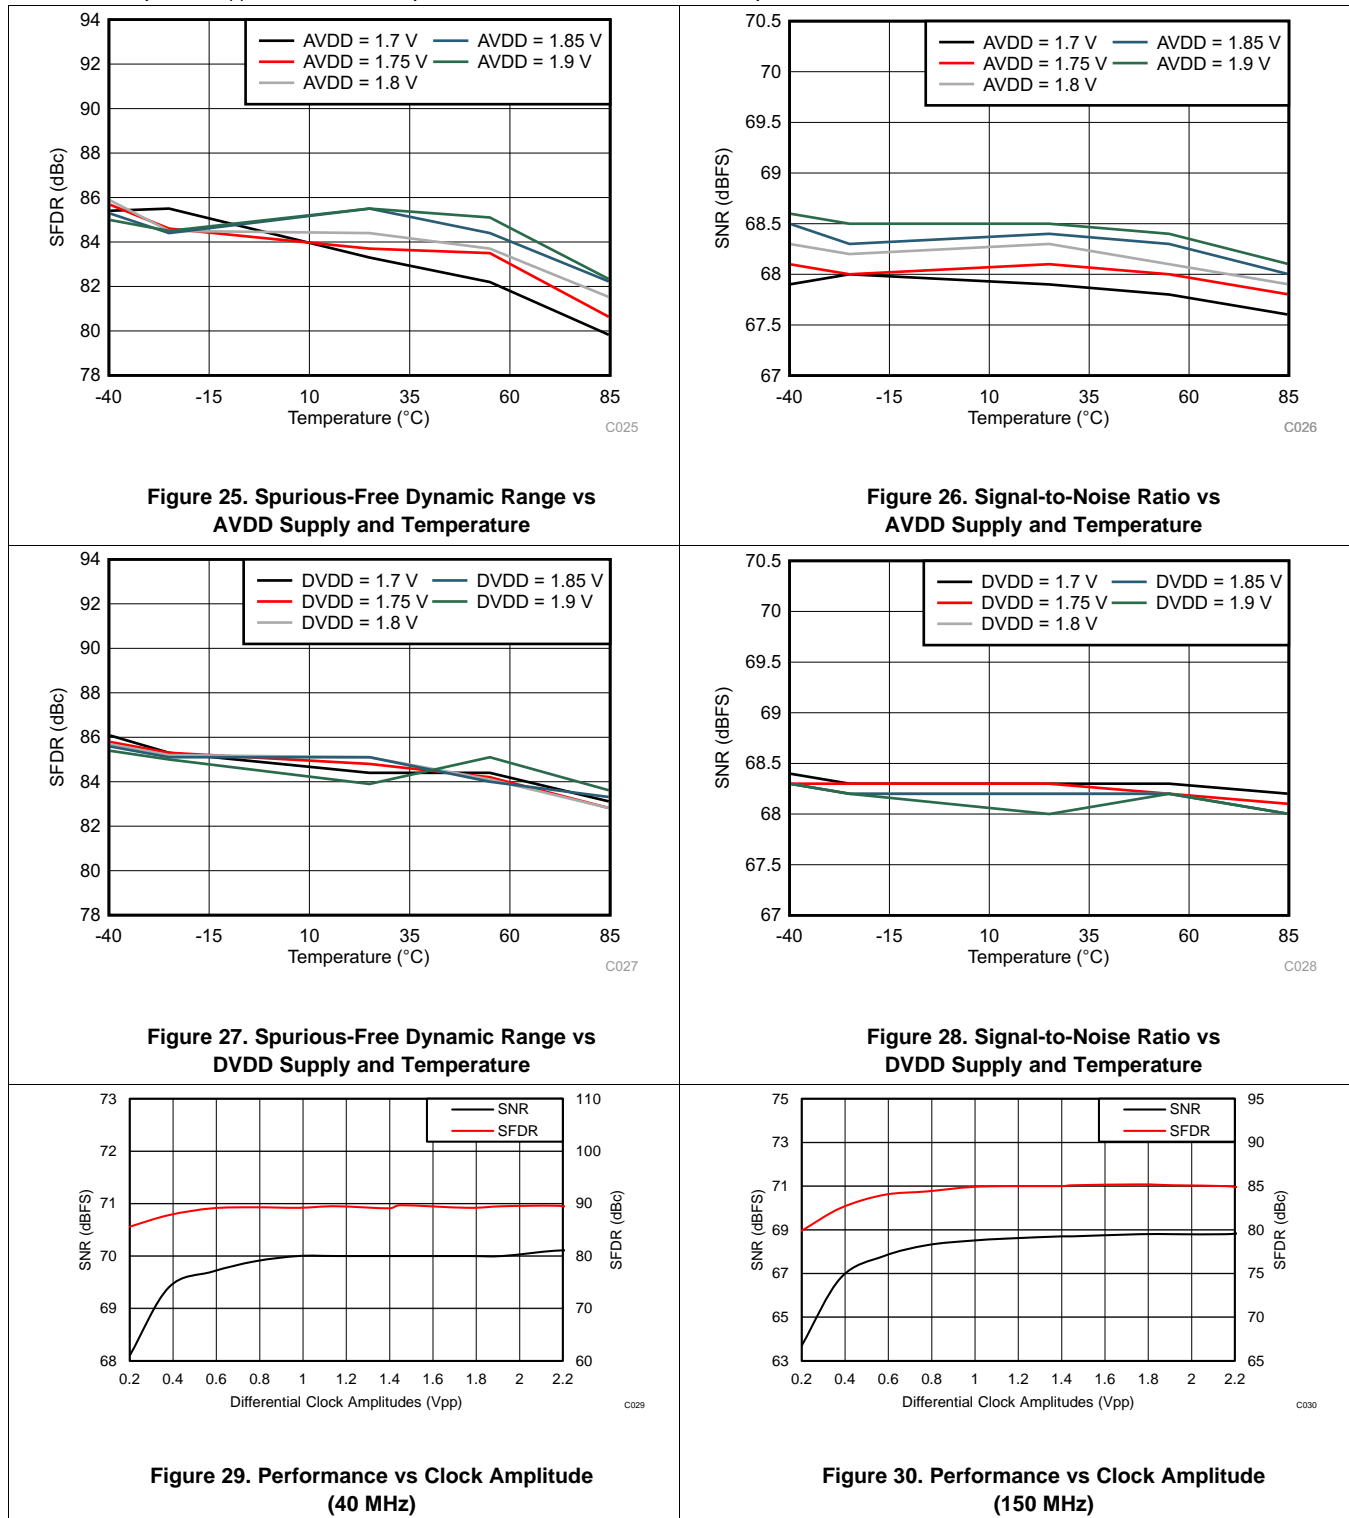 94
92
90
88
86
84
82
80
78
SFDR (dBc)
AVDD = 1.7 V
AVDD = 1.75 V
AVDD = 1.8 V
AVDD = 1.85 V
AVDD = 1.9 V
-40 -15 10 35 60 85
Temperature (°C)
C025
Figure 25. Spurious-Free Dynamic Range vs
AVDD Supply and Temperature
70.5
70
69.5
69
68.5
68
67.5
67
SNR (dBFS)
AVDD = 1.7 V
AVDD = 1.75 V
AVDD = 1.8 V
AVDD = 1.85 V
AVDD = 1.9 V
-40 -15 10 35 60 85
Temperature (°C)
C026
Figure 26. Signal-to-Noise Ratio vs
AVDD Supply and Temperature
94
92
90
88
86
84
82
80
78
SFDR (dBc)
DVDD = 1.7 V
DVDD = 1.75 V
DVDD = 1.8 V
DVDD = 1.85 V
DVDD = 1.9 V
-40 -15 10 35 60 85
Temperature (°C)
C027
Figure 27. Spurious-Free Dynamic Range vs
DVDD Supply and Temperature
70.5
70
69.5
69
68.5
68
67.5
67
SNR (dBFS)
DVDD = 1.7 V
DVDD = 1.75 V
DVDD = 1.8 V
DVDD = 1.85 V
DVDD = 1.9 V
-40 -15 10 35 60 85
Temperature (°C)
C028
Figure 28. Signal-to-Noise Ratio vs
DVDD Supply and Temperature
73
72
71
70
69
68
SNR (dBFS)
SNR
SFDR
110
100
90
80
70
60
SFDR (dBc)
0.2 0.4 0.6 0.8 1 1.2 1.4 1.6 1.8 2 2.2
Differential Clock Amplitudes (Vpp)
C029
Figure 29. Performance vs Clock Amplitude
(40 MHz)
75
73
71
69
67
65
63
SNR (dBFS)
SNR
SFDR
95
90
85
80
75
70
65
SFDR (dBc)
0.2 0.4 0.6 0.8 1 1.2 1.4 1.6 1.8 2 2.2
Differential Clock Amplitudes (Vpp)
C030
Figure 30. Performance vs Clock Amplitude
(150 MHz)